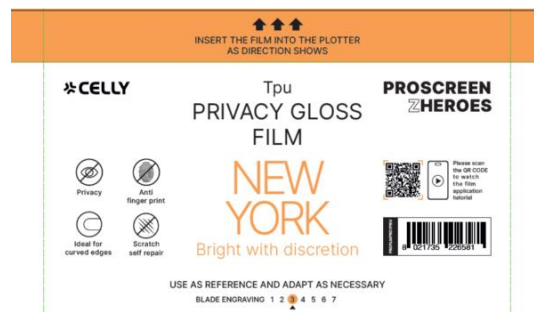 INSERT THE FILM INTO THE PLOTTER
AS DIRECTION SHOWS
CELLY
Tpu
PRIVACY GLOSS
FILM
PROSCREEN
ZHEROES
Privacy
Anti
finger print
Ideal for
curved edges
Scratch
self repair
NEW
YORK
Bright with discretion
Please scan
the QR CODE
to watch
the film
application
tutorial
8 021735 226581
USE AS REFERENCE AND ADAPT AS NECESSARY
BLADE ENGRAVING 1 2 3 4 5 6 7